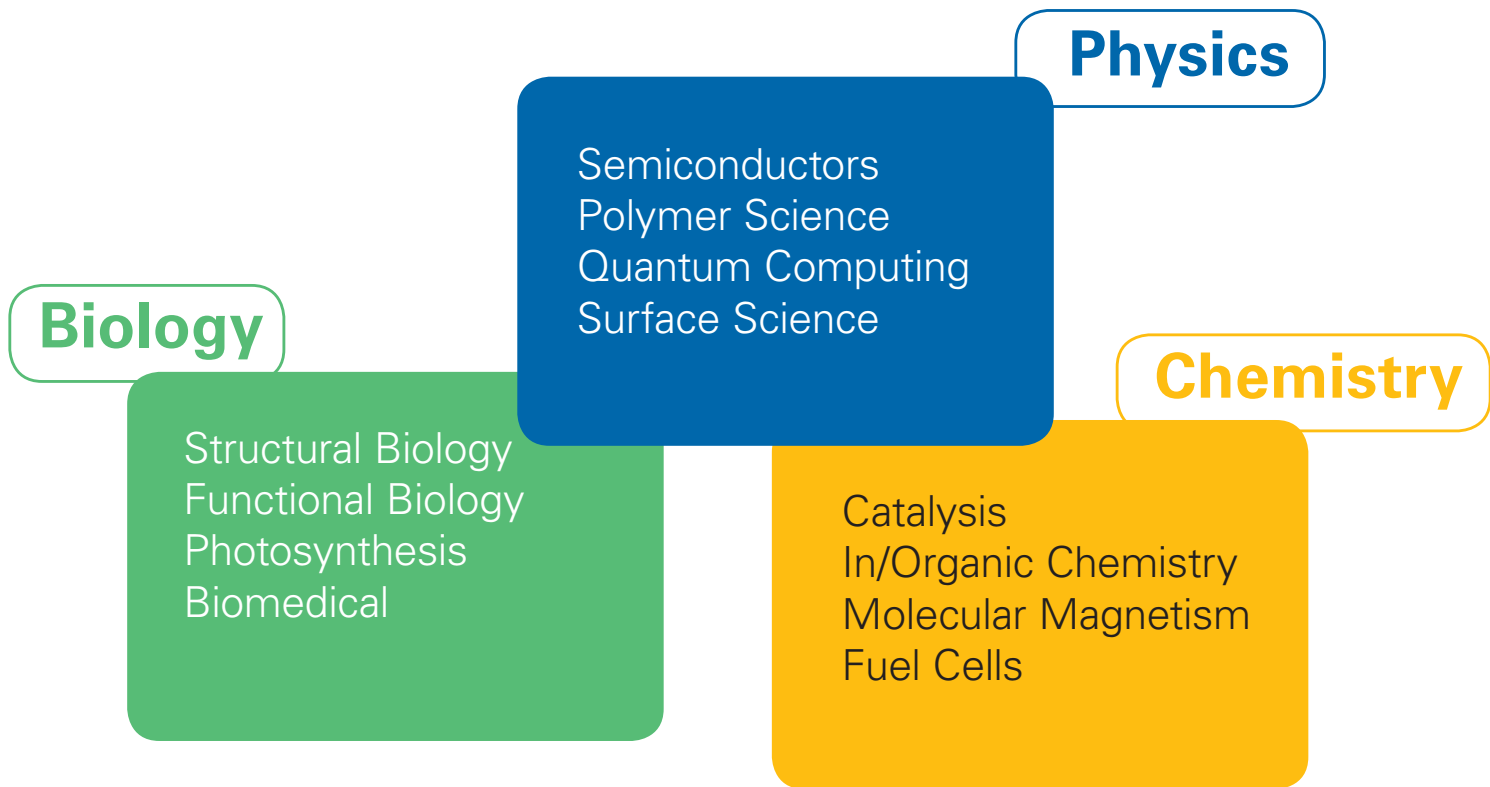 Physics
Semiconductors
Polymer Science
Quantum Computing
Surface Science
Biology
Structural Biology
Functional Biology
Photosynthesis
Biomedical
Chemistry
Catalysis
In/Organic Chemistry
Molecular Magnetism
Fuel Cells